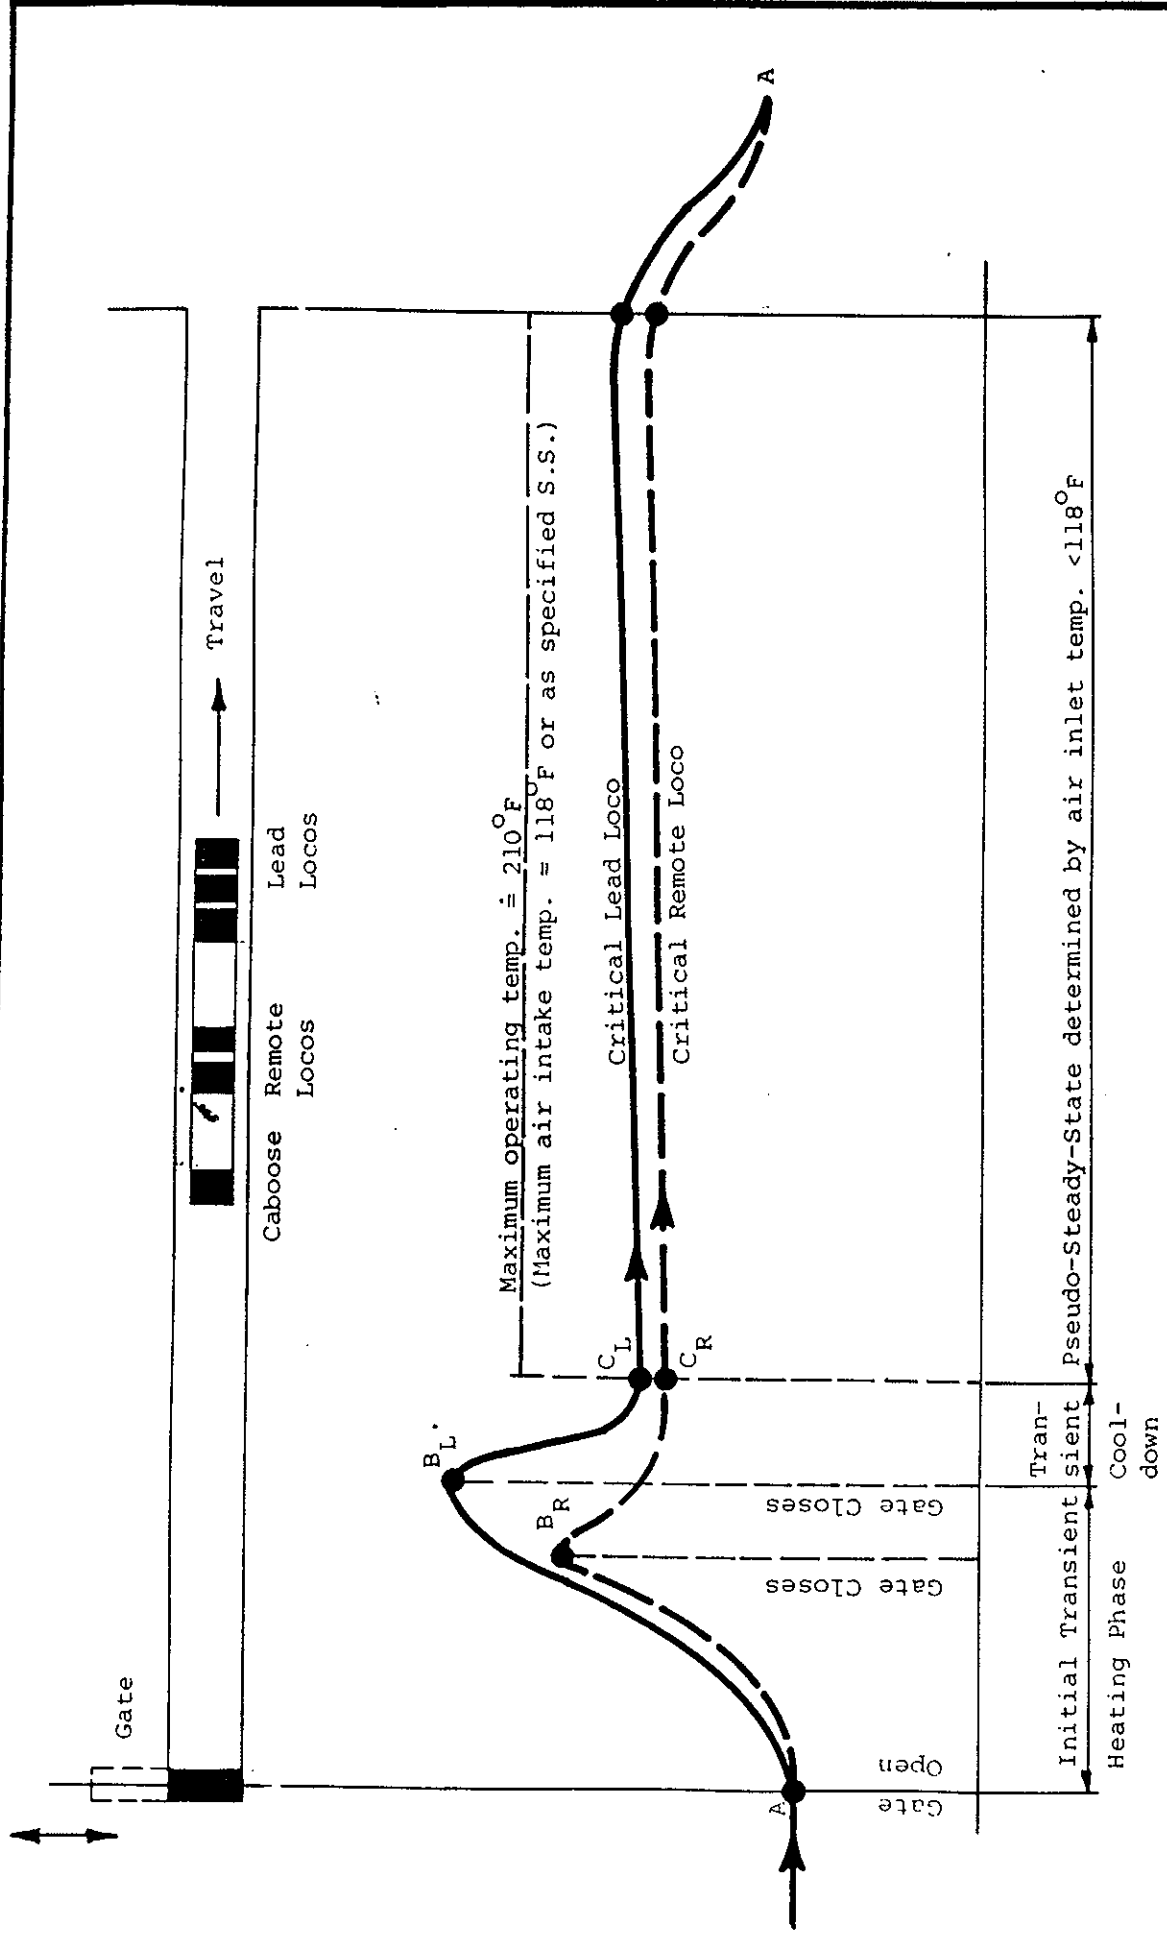 Gate
Travel
Caboose
Remote
Locos
Lead
Locos
Maximum operating temp. ≐ 210°F
(Maximum air intake temp. = 118°F or as specified S.S.)
B_L
B_R
C_L
C_R
Critical Lead Loco
Critical Remote Loco
A
A
Gate
Open
Gate Closes
Gate Closes
Initial Transient
Heating Phase
Tran-
sient
Cool-
down
Pseudo-Steady-State determined by air inlet temp. <118°F